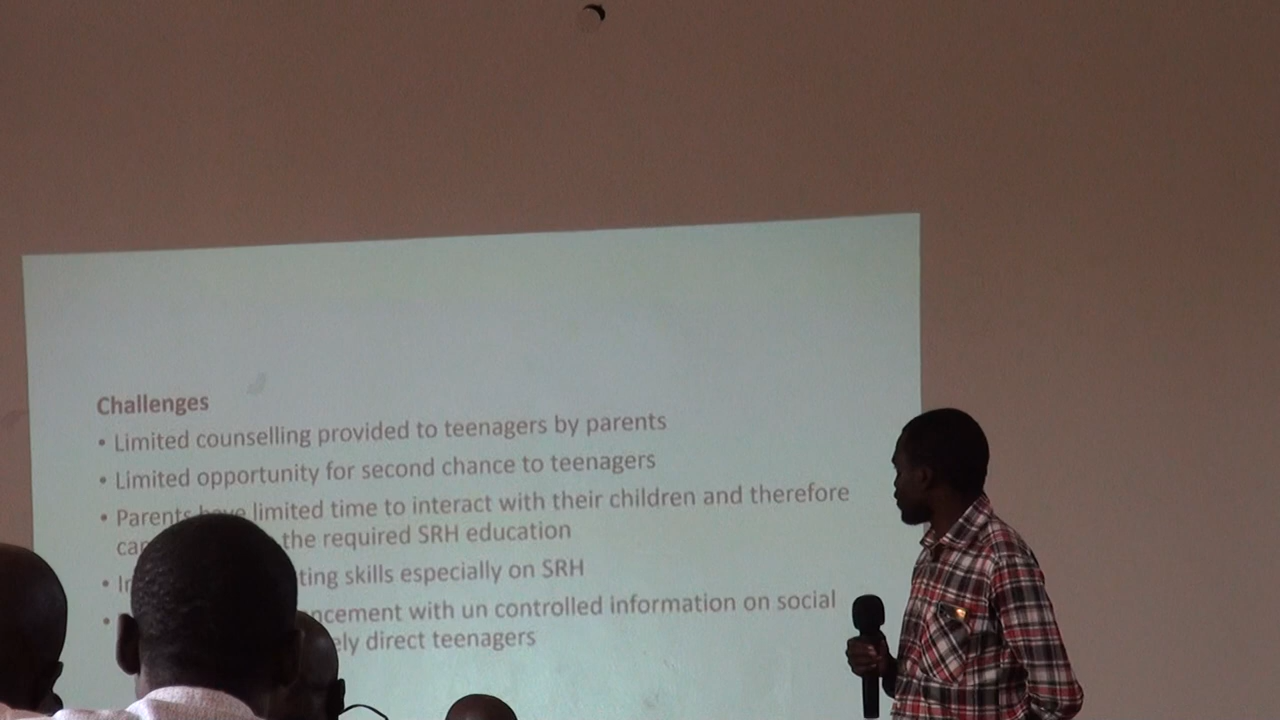 Challenges
• Limited counselling provided to teenagers by parents
• Limited opportunity for second chance to teenagers
• Parents have limited time to interact with their children and therefore
the required SRH education
• skills especially on SRH
• with un controlled information on social
direct teenagers